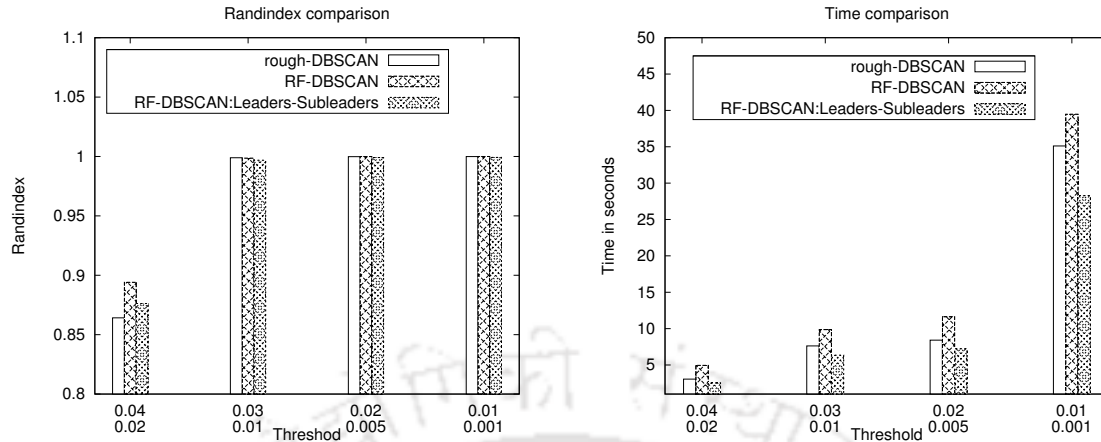 Randindex comparison
1.1
1.05
1
0.95
0.9
0.85
0.8
Randindex
rough-DBSCAN
RF-DBSCAN
RF-DBSCAN:Leaders-Subleaders
0.04 0.03 0.02 0.01
0.02 0.01 0.005 0.001
Threshod
Time comparison
50
45
40
35
30
25
20
15
10
5
Time in seconds
rough-DBSCAN
RF-DBSCAN
RF-DBSCAN:Leaders-Subleaders
0.04 0.03 0.02 0.01
0.02 0.01 0.005 0.001
Threshold